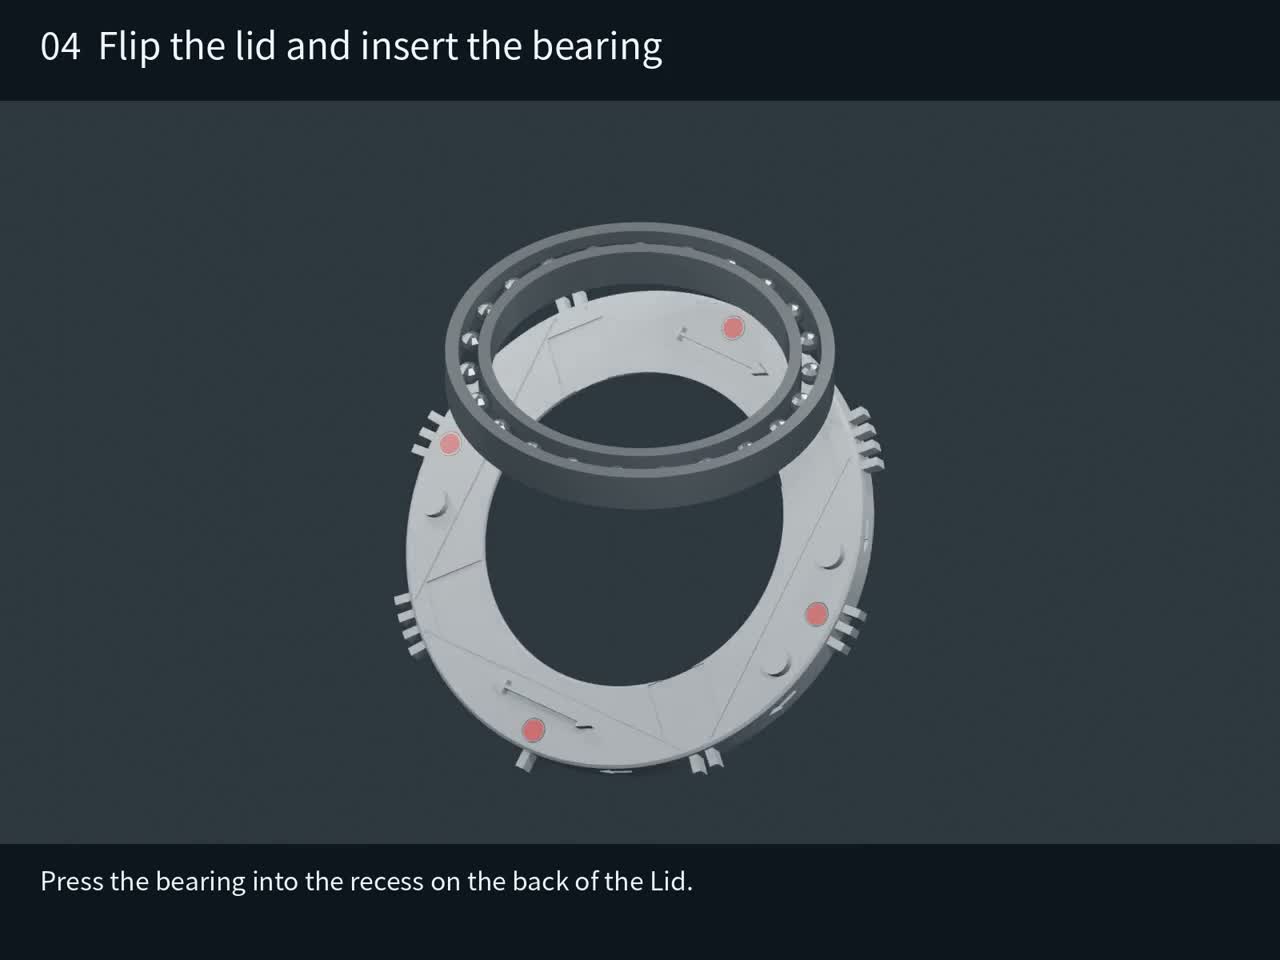 04 Flip the lid and insert the bearing
Press the bearing into the recess on the back of the Lid.